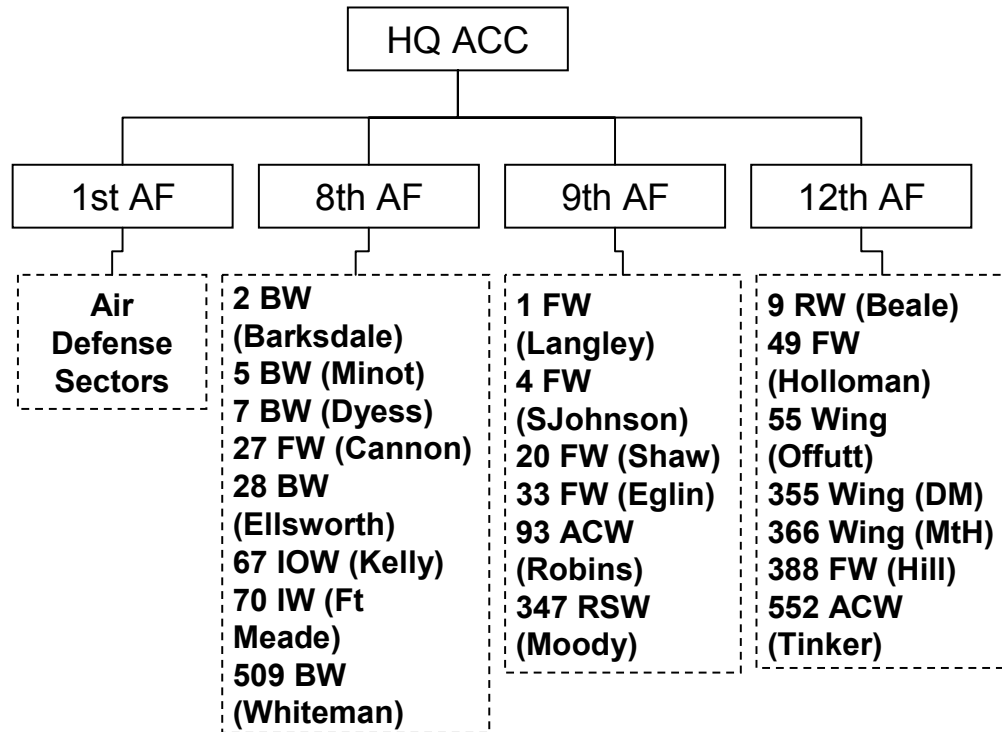 HQ ACC
1st AF
8th AF
9th AF
12th AF
Air
Defense
Sectors
2 BW
(Barksdale)
5 BW (Minot)
7 BW (Dyess)
27 FW (Cannon)
28 BW
(Ellsworth)
67 IOW (Kelly)
70 IW (Ft
Meade)
509 BW
(Whiteman)
1 FW
(Langley)
4 FW
(SJohnson)
20 FW (Shaw)
33 FW (Eglin)
93 ACW
(Robins)
347 RSW
(Moody)
9 RW (Beale)
49 FW
(Holloman)
55 Wing
(Offutt)
355 Wing (DM)
366 Wing (MtH)
388 FW (Hill)
552 ACW
(Tinker)